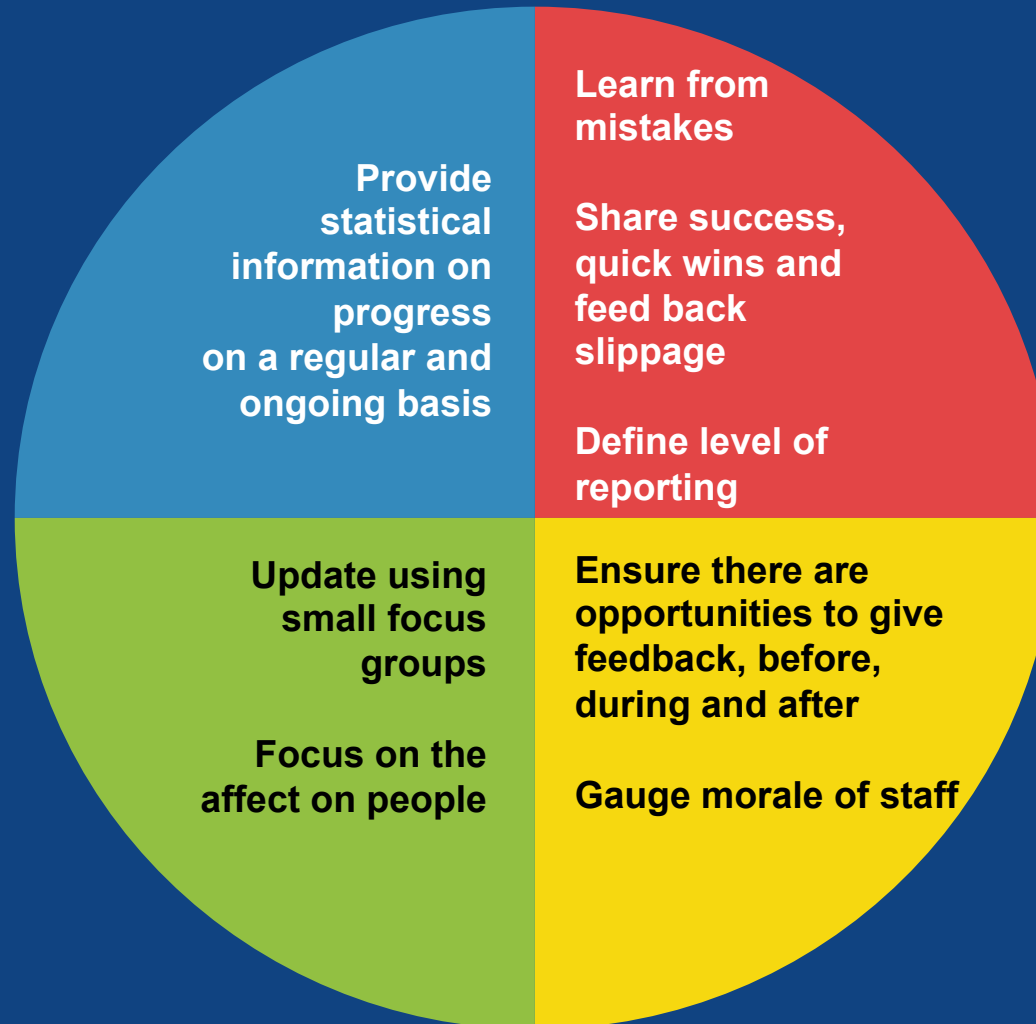 Provide
statistical
information on
progress
on a regular and
ongoing basis
Learn from
mistakes
Share success,
quick wins and
feed back
slippage
Define level of
reporting
Update using
small focus
groups
Focus on the
affect on people
Ensure there are
opportunities to give
feedback, before,
during and after
Gauge morale of staff